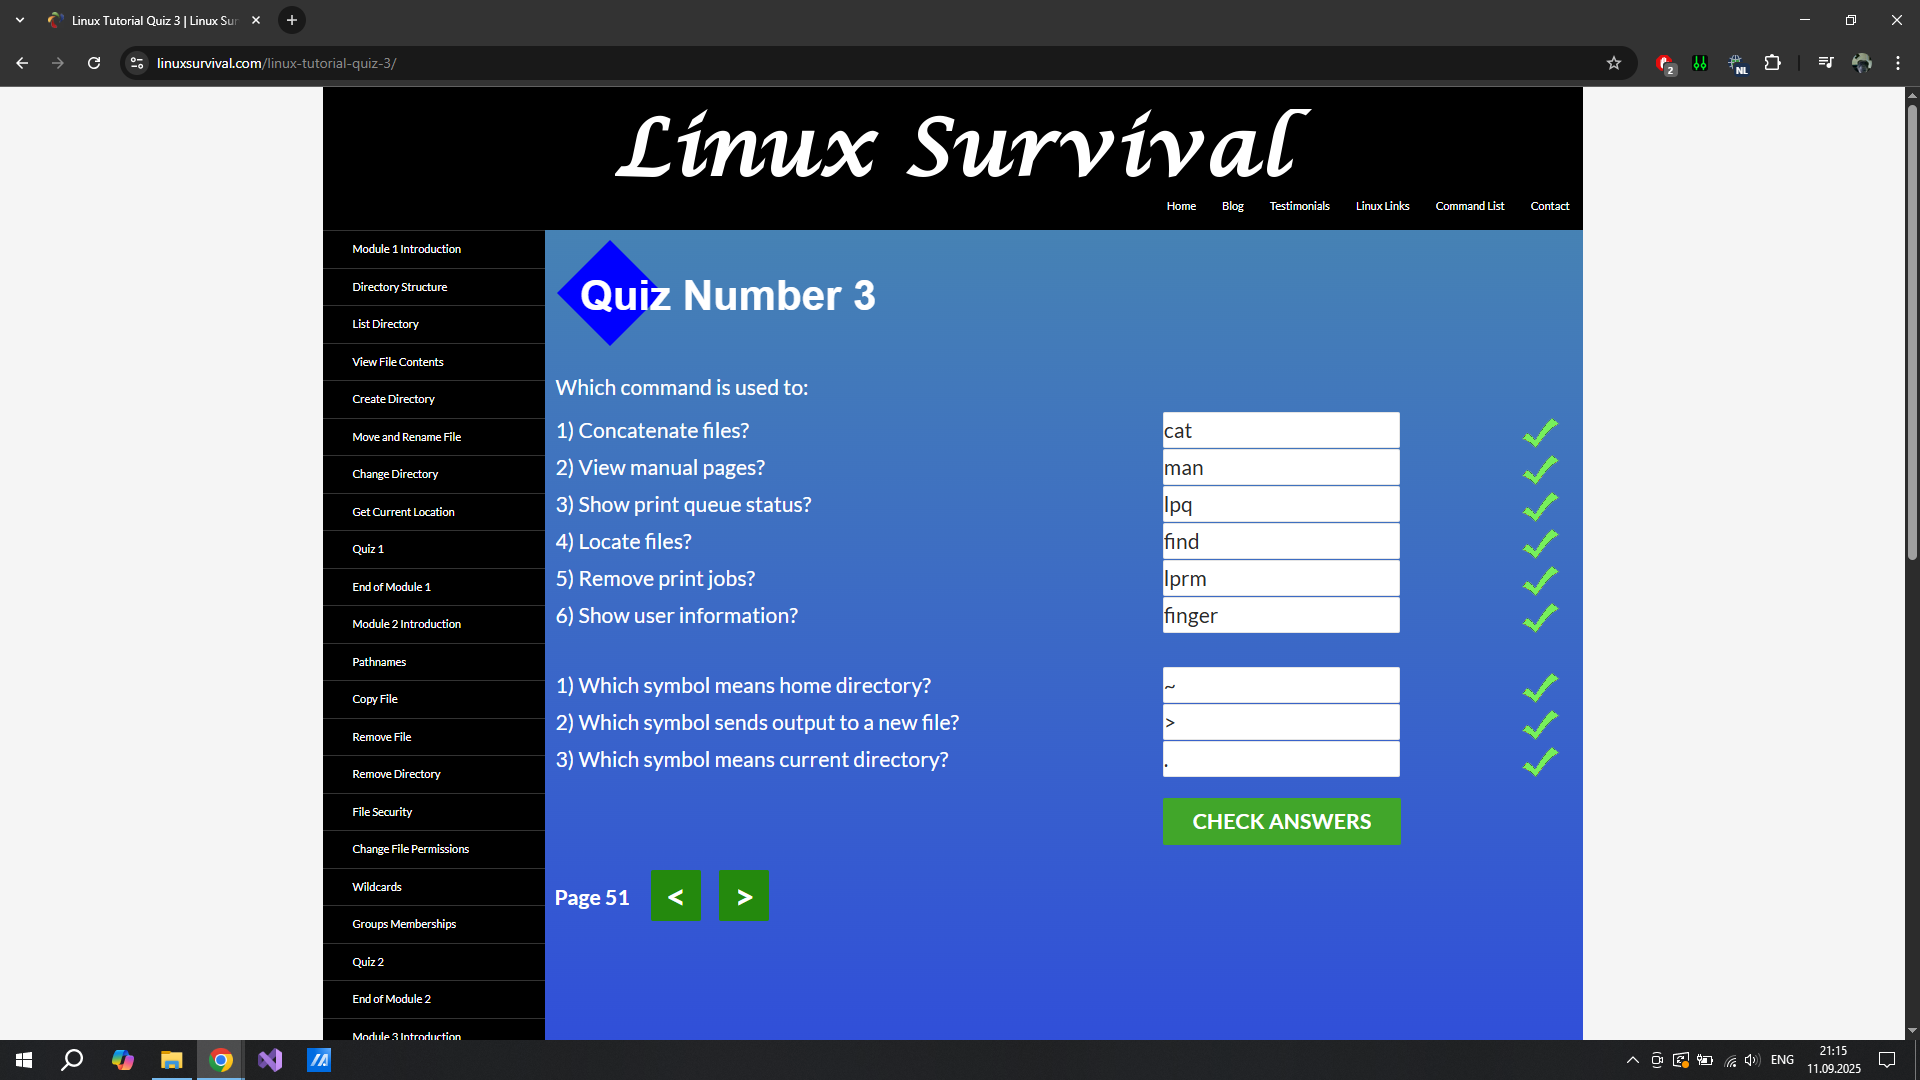 Linux Tutorial Quiz 3 | Linux Sur
linuxsurvival.com/linux-tutorial-quiz-3/
2
NL
Linux Survival
Home Blog Testimonials Linux Links Command List Contact
Module 1 Introduction
Directory Structure
List Directory
View File Contents
Create Directory
Move and Rename File
Change Directory
Get Current Location
Quiz 1
End of Module 1
Module 2 Introduction
Pathnames
Copy File
Remove File
Remove Directory
File Security
Change File Permissions
Wildcards
Groups Memberships
Quiz 2
End of Module 2
Module 3 Introduction
Quiz Number 3
Which command is used to:
1) Concatenate files? cat
2) View manual pages? man
3) Show print queue status? lpq
4) Locate files? find
5) Remove print jobs? lprm
6) Show user information? finger
1) Which symbol means home directory? ~
2) Which symbol sends output to a new file? >
3) Which symbol means current directory? .
CHECK ANSWERS
Page 51 < >
ENG
21:15
11.09.2025